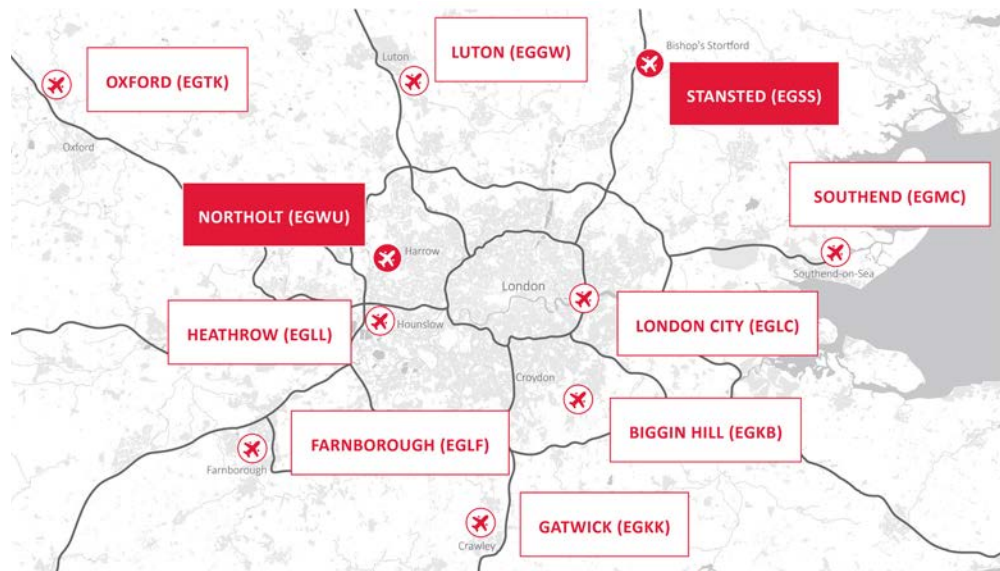 Bishop's Stortford
LUTON (EGGW)
Luton
OXFORD (EGTK)
STANSTED (EGSS)
Oxford
SOUTHEND (EGMC)
NORTHOLT (EGWU)
Harrow
Southend-on-Sea
London
Hounslow
LONDON CITY (EGLC)
HEATHROW (EGLL)
Croydon
BIGGIN HILL (EGKB)
FARNBOROUGH (EGLF)
Farnborough
GATWICK (EGKK)
Crawley